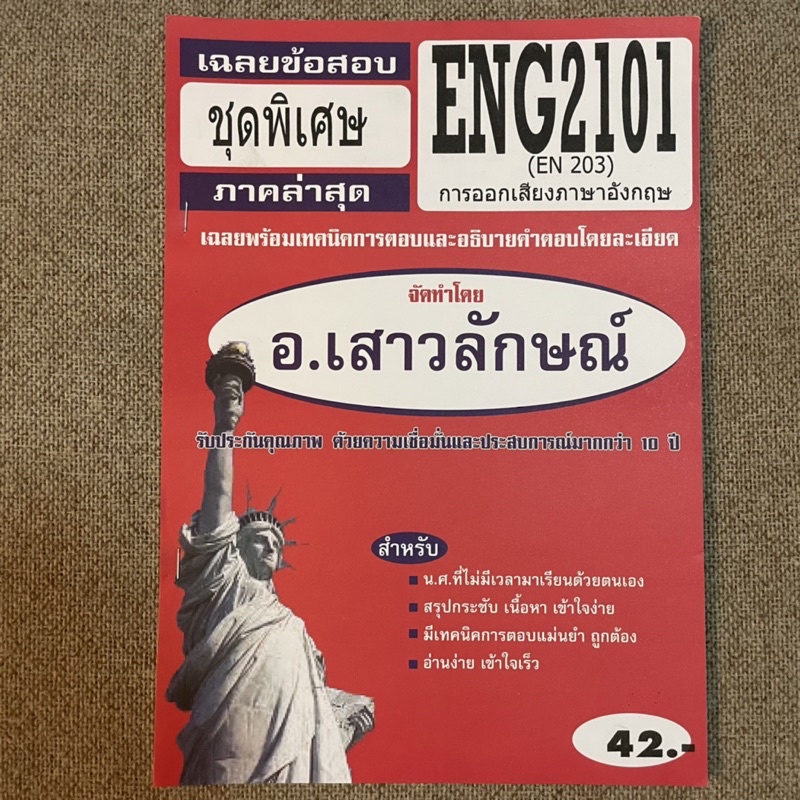 เฉลยข้อสอบ
ชุดพิเศษ
ภาคล่าสุด
ENG2101
(EN 203)
การออกเสียงภาษาอังกฤษ
เฉลยพร้อมเทคนิคการตอบและอธิบายคำตอบโดยละเอียด
จัดทำโดย
อ.เสาวลักษณ์
รับประกันคุณภาพ ด้วยความเชื่อมั่นและประสบการณ์มากกว่า 10 ปี
สำหรับ
น.ศ.ที่ไม่มีเวลามาเรียนด้วยตนเอง
สรุปกระชับ เนื้อหา เข้าใจง่าย
มีเทคนิคการตอบแม่นยำ ถูกต้อง
อ่านง่าย เข้าใจเร็ว
42.-